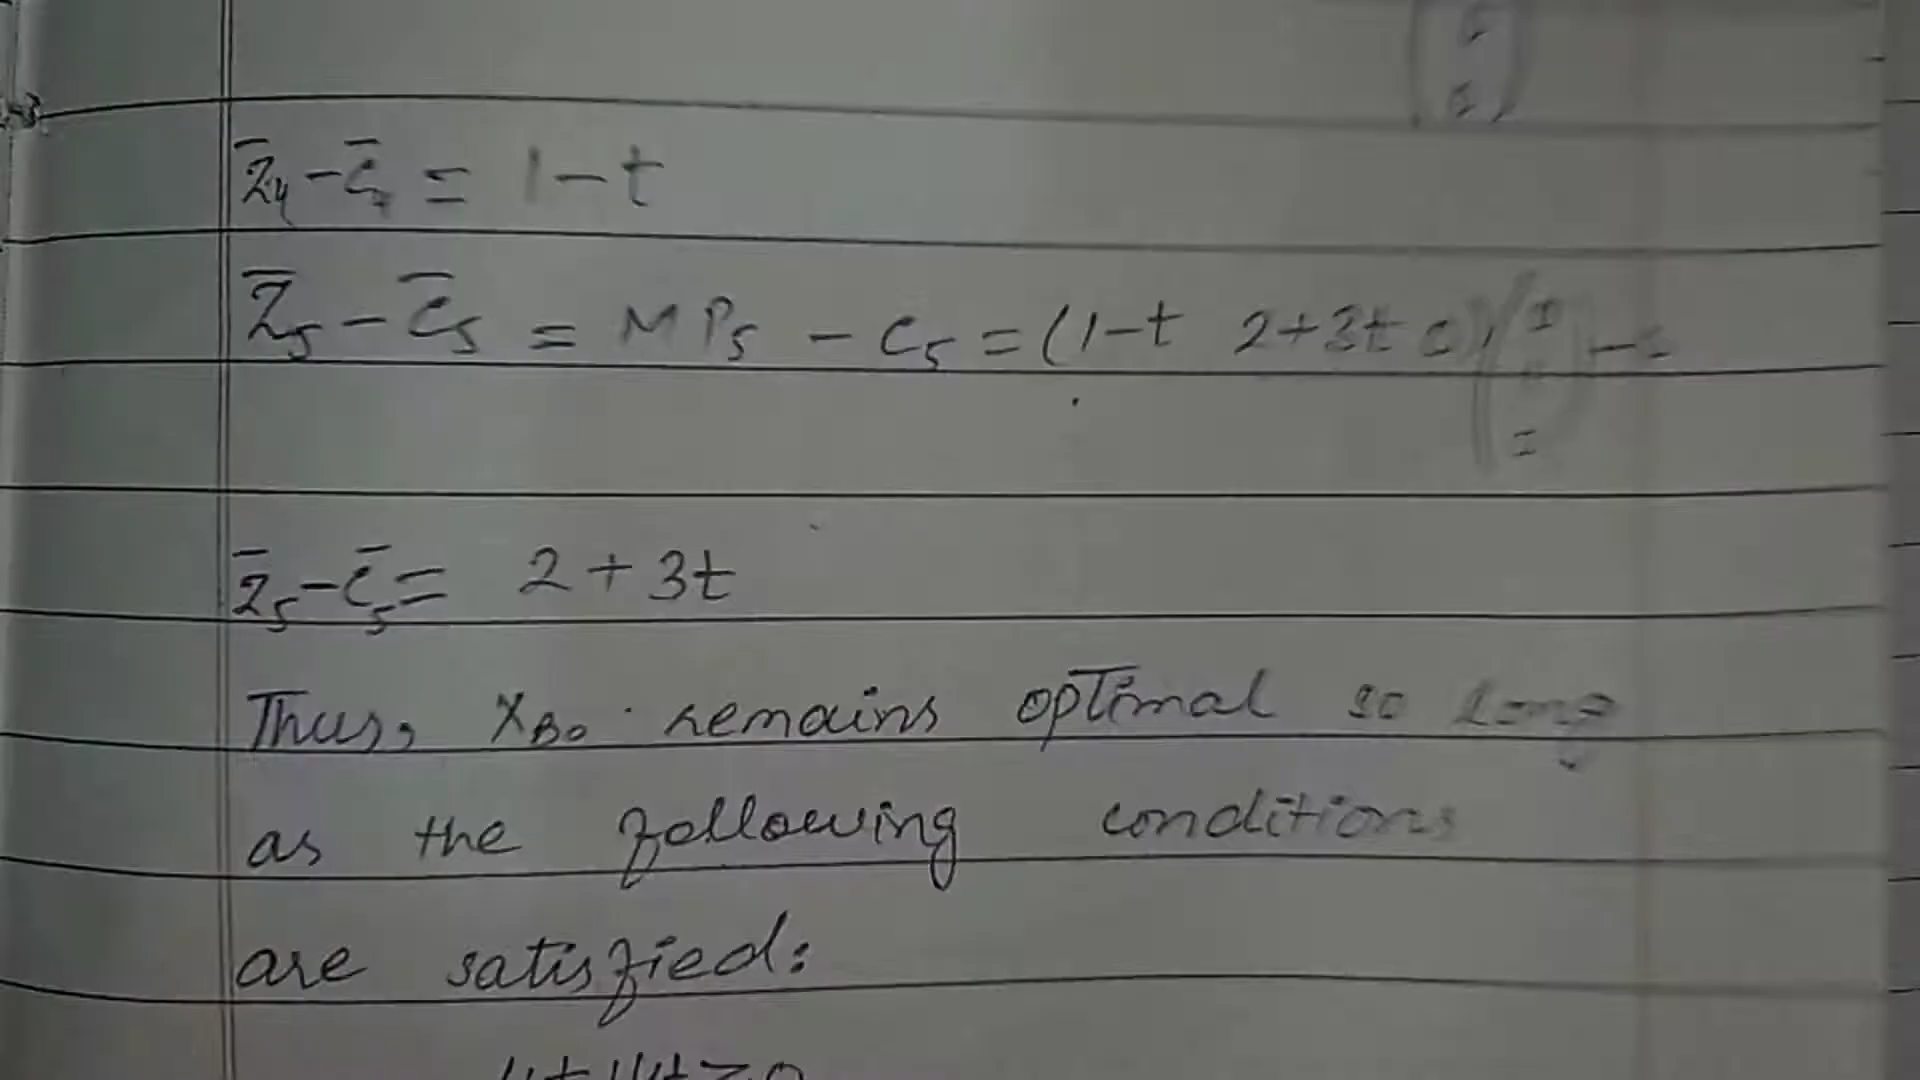 z̄₄ - c̄₄ = 1 - t
z̄₅ - c̄₅ = MP₅ - c₅ = (1-t 2+3t 0)
z̄₅ - c̄₅ = 2 + 3t
Thus, X_B0 remains optimal so long
as the following conditions
are satisfied: